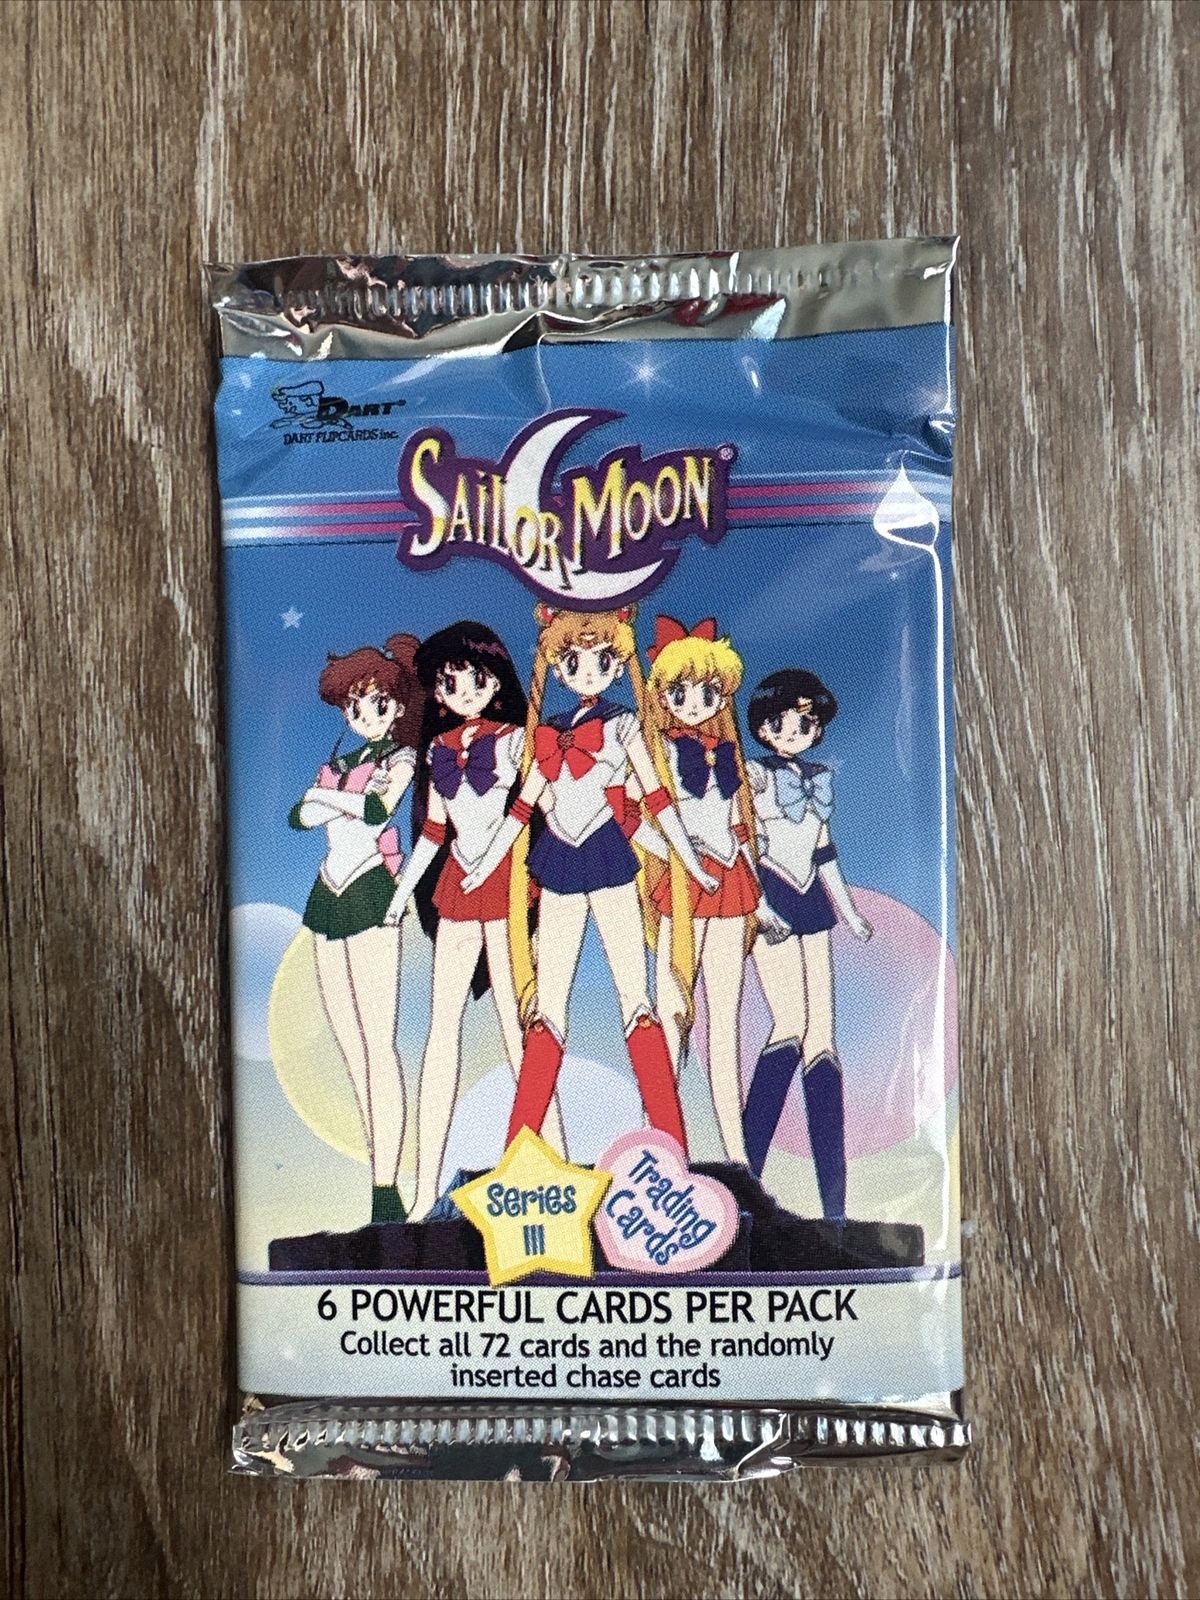 DART®
DART FLIPCARDS inc.
SAILOR MOON®
Series
III
Trading
Cards
6 POWERFUL CARDS PER PACK
Collect all 72 cards and the randomly
inserted chase cards